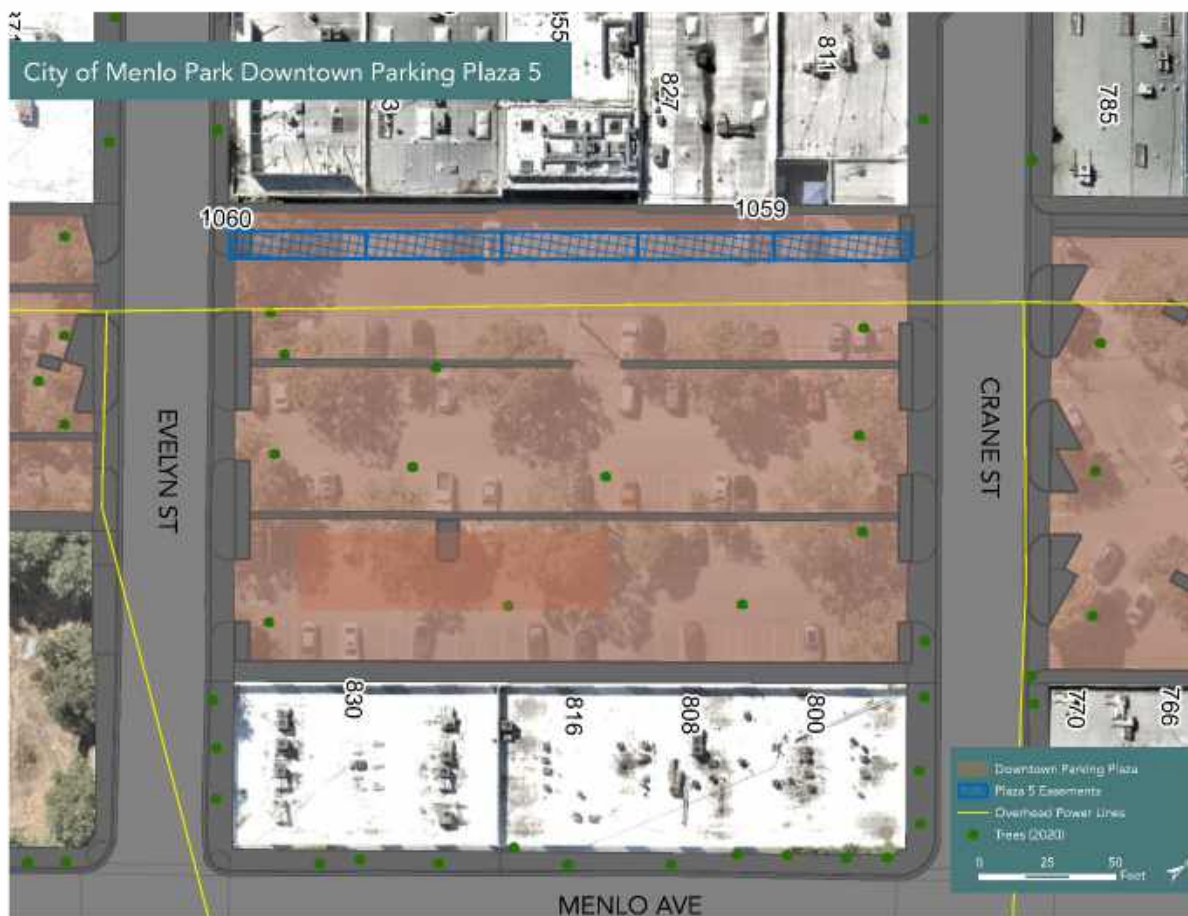 City of Menlo Park Downtown Parking Plaza 5
827
811
785
1060
1059
EVELYN ST
CRANE ST
830
816
808
800
770
766
Downtown Parking Plaza
Plaza 5 Easements
Overhead Power Lines
Trees (2020)
0 25 50
Feet
MENLO AVE